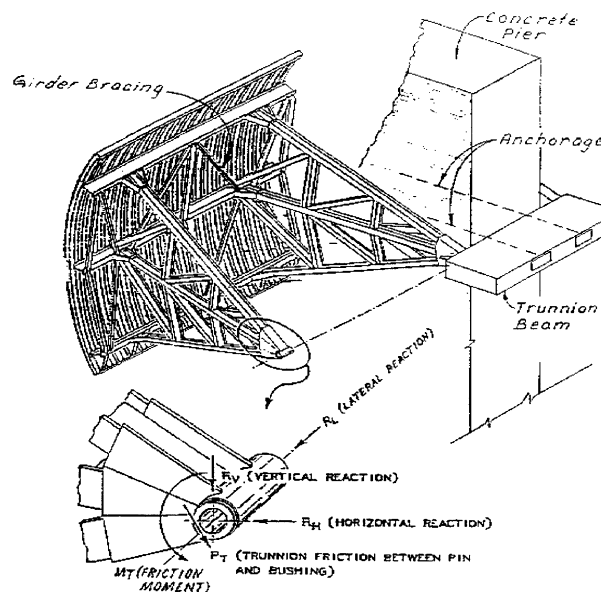 Concrete
Pier
Girder Bracing
Anchorage
Trunnion
Beam
RL (LATERAL REACTION)
RV (VERTICAL REACTION)
RH (HORIZONTAL REACTION)
PT (TRUNNION FRICTION BETWEEN PIN
AND BUSHING)
MT (FRICTION
MOMENT)